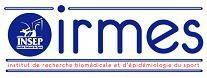 INSEP
irmes
institut de recherche biomédicale et d'épidémiologie du sport